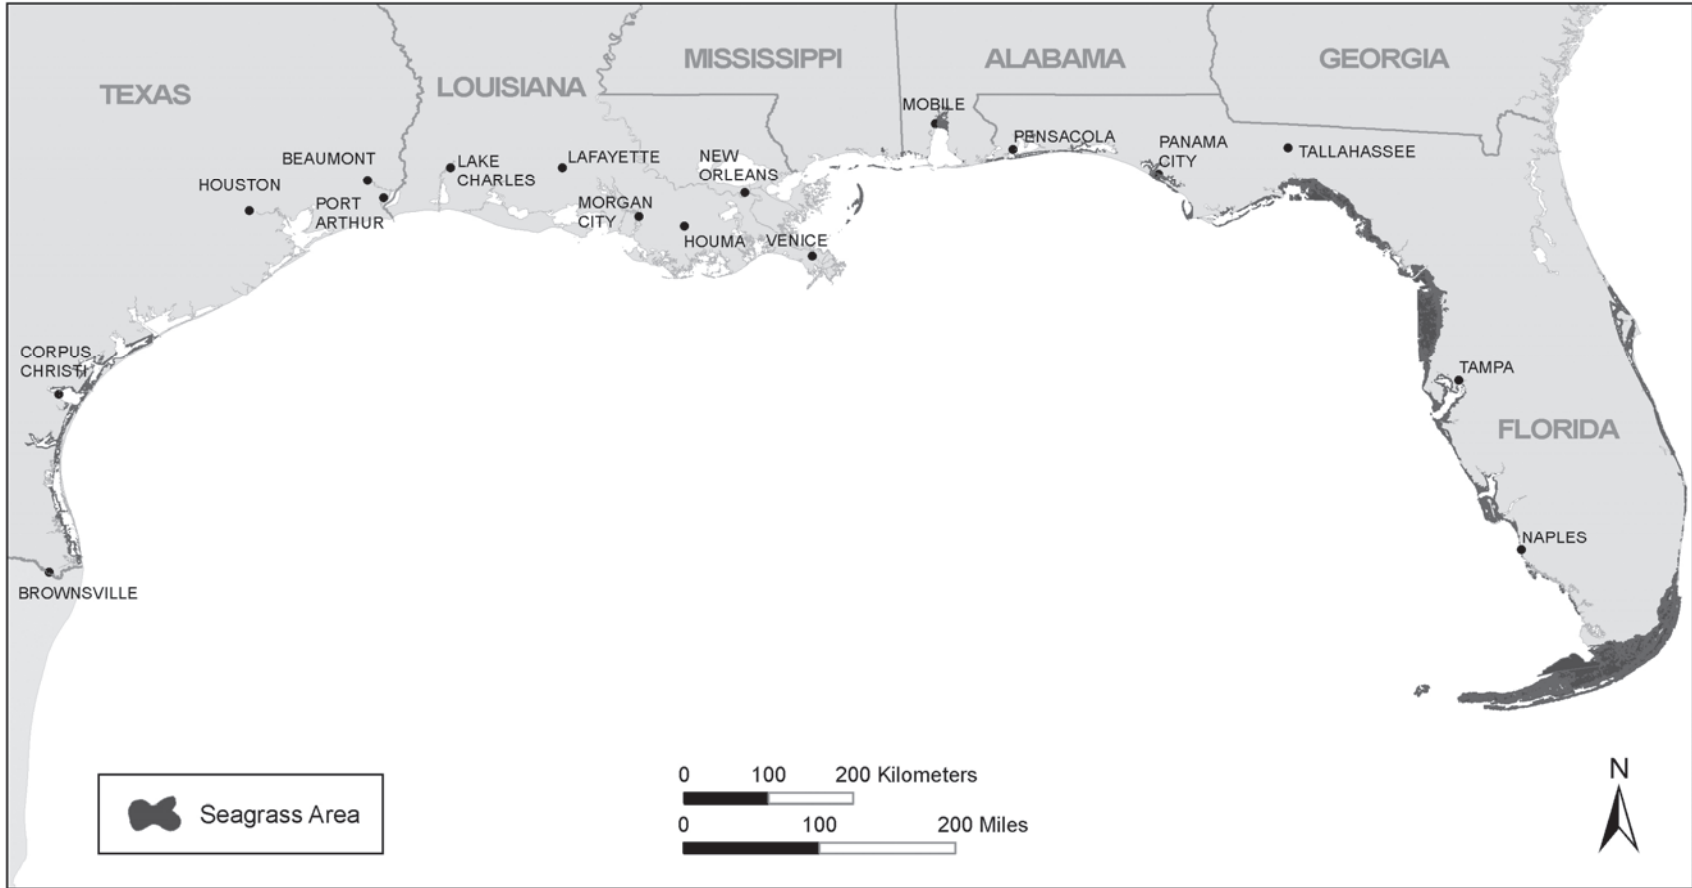 MISSISSIPPI
ALABAMA
GEORGIA
TEXAS
LOUISIANA
MOBILE
PENSACOLA
PANAMA
CITY
TALLAHASSEE
BEAUMONT
LAKE
CHARLES
LAFAYETTE
NEW
ORLEANS
HOUSTON
PORT
ARTHUR
MORGAN
CITY
HOUMA
VENICE
CORPUS
CHRISTI
TAMPA
FLORIDA
NAPLES
BROWNSVILLE
Seagrass Area
0 100 200 Kilometers
0 100 200 Miles
N